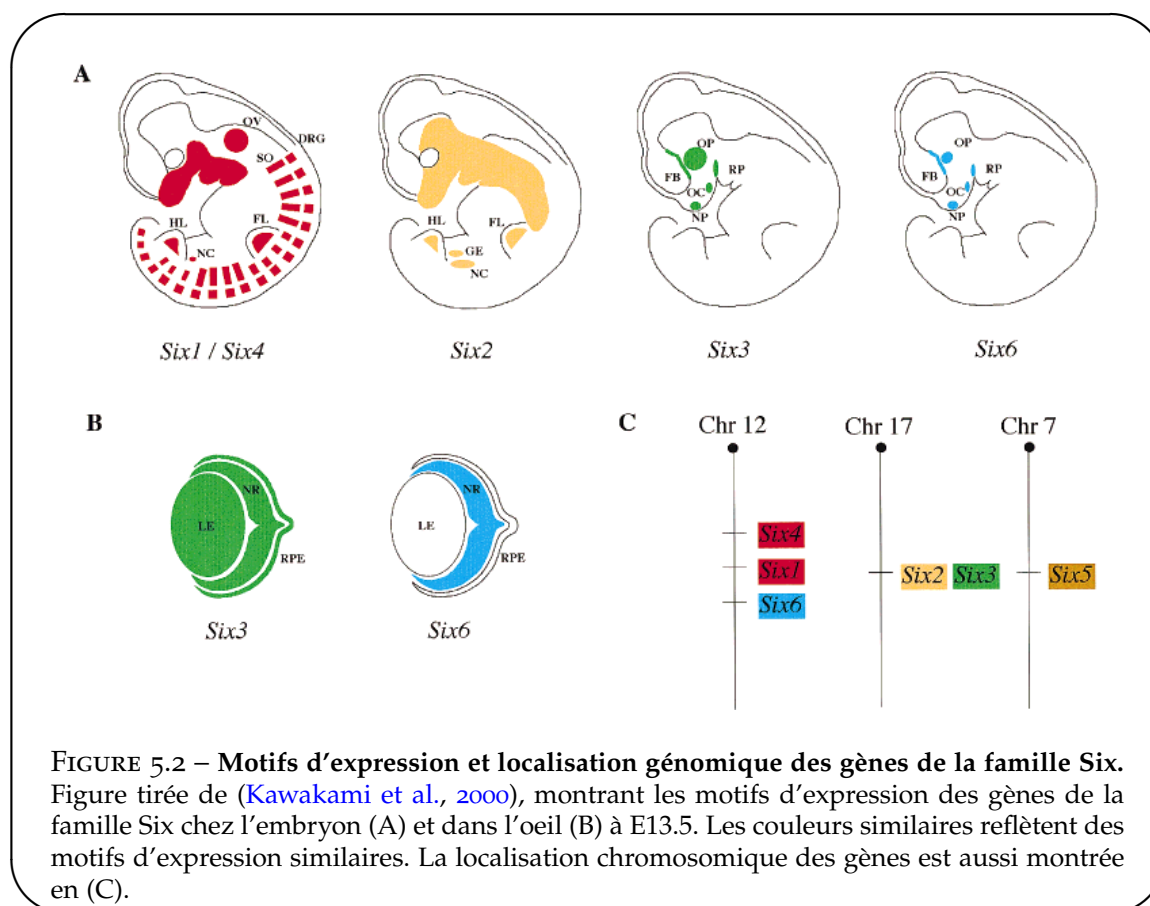 A
OV
DRG
SO
HL
FL
NC
HL
FL
GE
NC
OP
FB
RP
OC
NP
OP
FB
RP
OC
NP
Six1 / Six4
Six2
Six3
Six6
B
NR
LE
RPE
Six3
NR
LE
RPE
Six6
C
Chr 12
Chr 17
Chr 7
Six4
Six1
Six2
Six3
Six5
Six6
FIGURE 5.2 – Motifs d'expression et localisation génomique des gènes de la famille Six.
Figure tirée de (Kawakami et al., 2000), montrant les motifs d'expression des gènes de la
famille Six chez l'embryon (A) et dans l'oeil (B) à E13.5. Les couleurs similaires reflètent des
motifs d'expression similaires. La localisation chromosomique des gènes est aussi montrée
en (C).